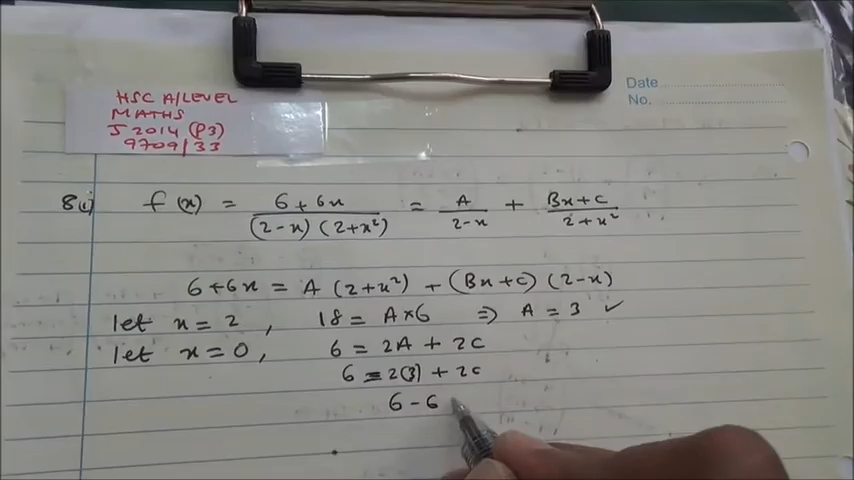 Date
No.
HSC A/LEVEL
MATHS
J 2014 (P3)
9709/33
8(i) f(x) = 6+6x / (2-x)(2+x²) = A / 2-x + Bx+C / 2+x²
6+6x = A (2+x²) + (Bx+C)(2-x)
let x=2, 18 = A×6 ⇒ A = 3 ✓
let x=0, 6 = 2A + 2C
6 = 2(3) + 2C
6-6